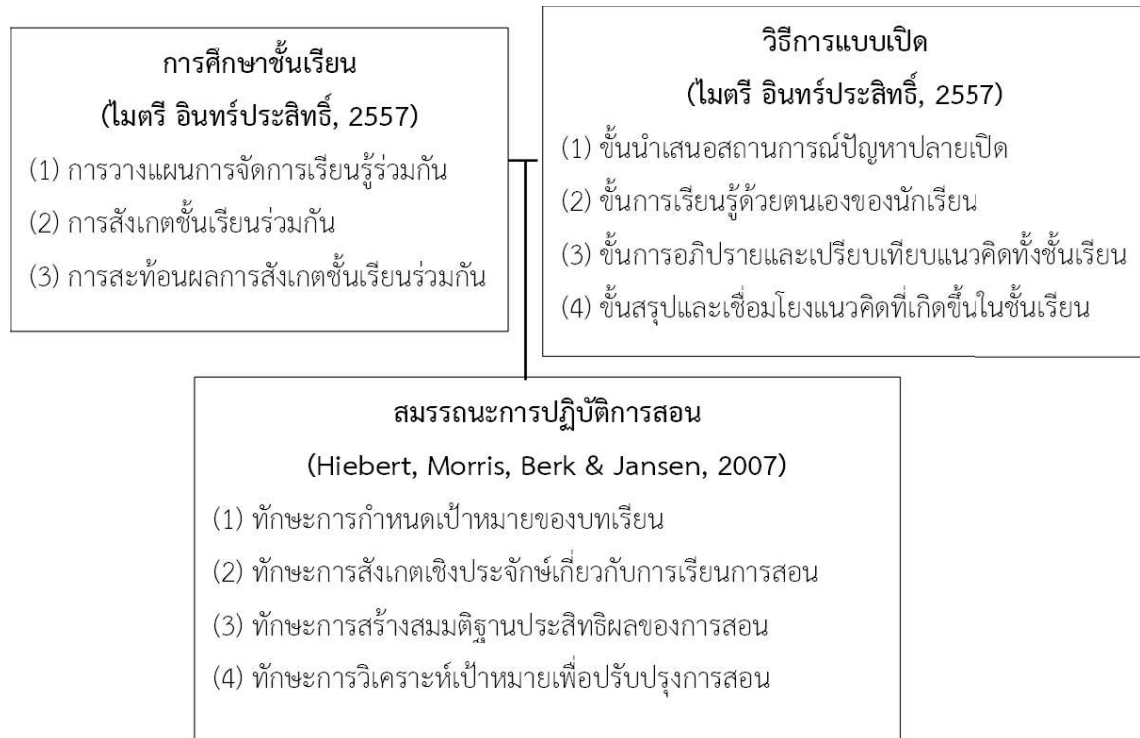 การศึกษาชั้นเรียน
(ไมตรี อินทร์ประสิทธิ์, 2557)
(1) การวางแผนการจัดการเรียนรู้ร่วมกัน
(2) การสังเกตชั้นเรียนร่วมกัน
(3) การสะท้อนผลการสังเกตชั้นเรียนร่วมกัน
วิธีการแบบเปิด
(ไมตรี อินทร์ประสิทธิ์, 2557)
(1) ขั้นนำเสนอสถานการณ์ปัญหาปลายเปิด
(2) ขั้นการเรียนรู้ด้วยตนเองของนักเรียน
(3) ขั้นการอภิปรายและเปรียบเทียบแนวคิดทั้งชั้นเรียน
(4) ขั้นสรุปและเชื่อมโยงแนวคิดที่เกิดขึ้นในชั้นเรียน
สมรรถนะการปฏิบัติการสอน
(Hiebert, Morris, Berk & Jansen, 2007)
(1) ทักษะการกำหนดเป้าหมายของบทเรียน
(2) ทักษะการสังเกตเชิงประจักษ์เกี่ยวกับการเรียนการสอน
(3) ทักษะการสร้างสมมติฐานประสิทธิผลของการสอน
(4) ทักษะการวิเคราะห์เป้าหมายเพื่อปรับปรุงการสอน